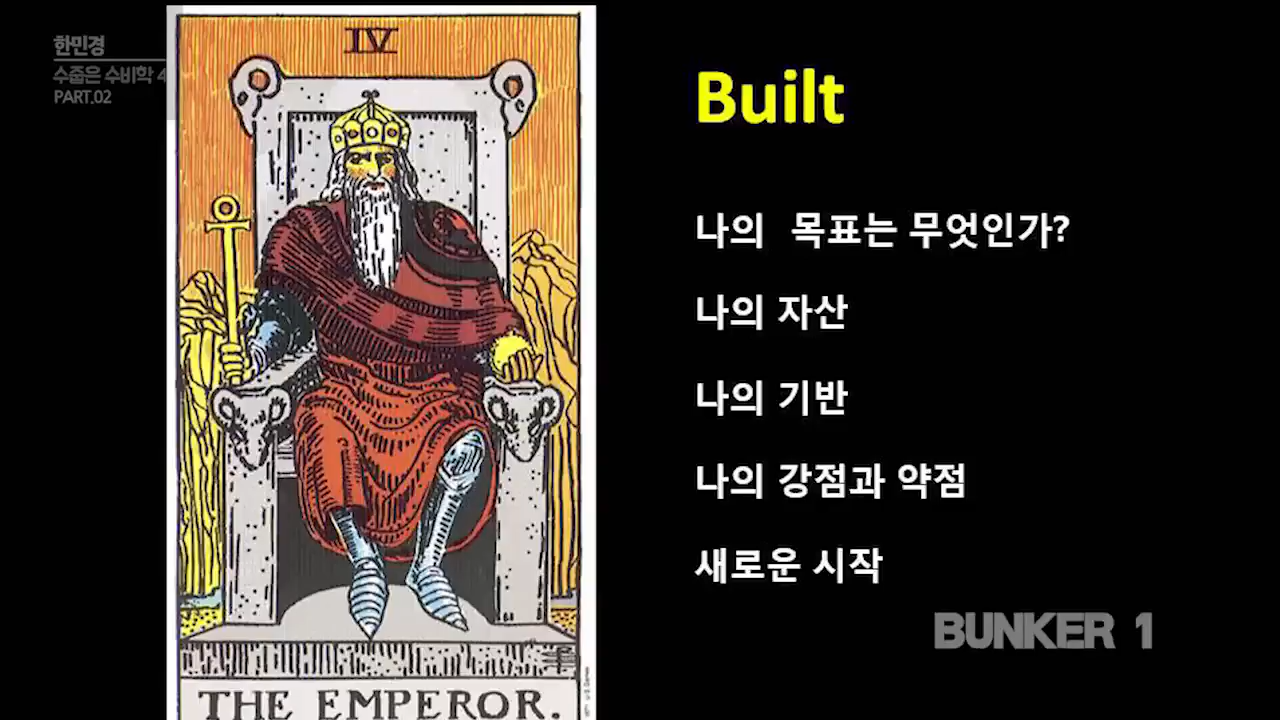 한민경
수줍은 수비학 4
PART.02
IV
THE EMPEROR.
Built
나의 목표는 무엇인가?
나의 자산
나의 기반
나의 강점과 약점
새로운 시작
BUNKER 1